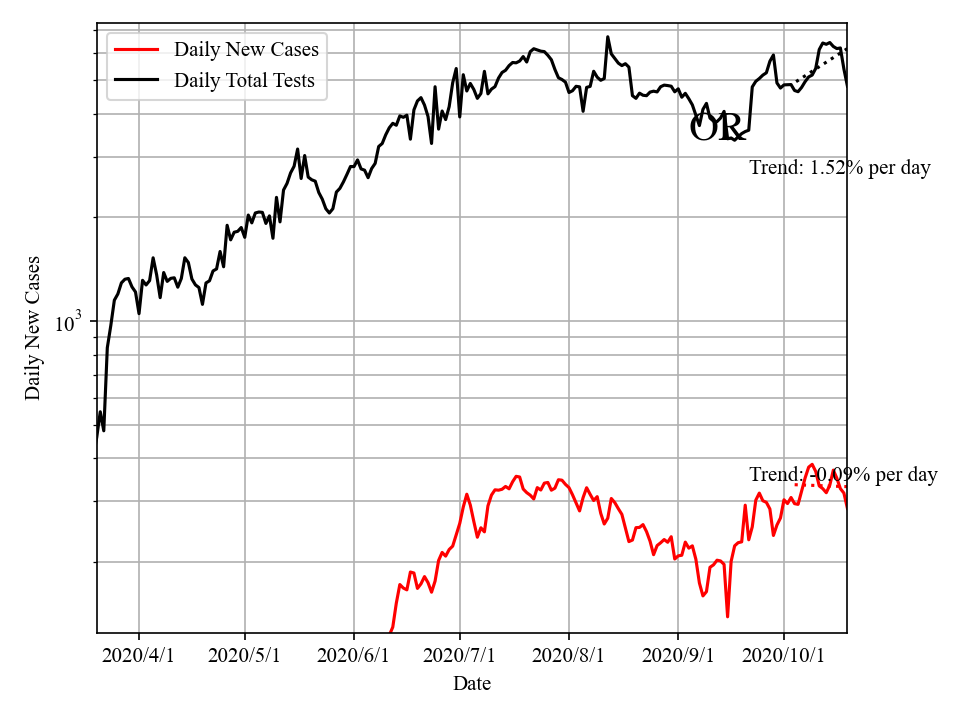 Daily New Cases
Daily Total Tests
OR
Trend: 1.52% per day
Daily New Cases
10³
Trend: -0.09% per day
2020/4/1 2020/5/1 2020/6/1 2020/7/1 2020/8/1 2020/9/1 2020/10/1
Date